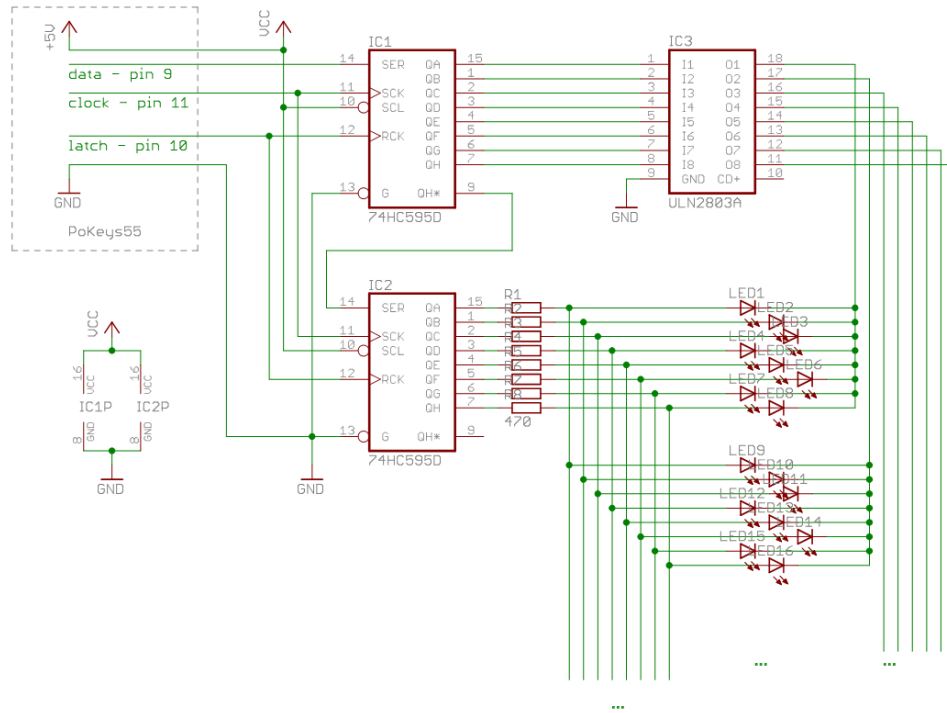 +5V
VCC
data - pin 9
clock - pin 11
latch - pin 10
GND
PoKeys55
IC1
14 SER QA 15
QB 1
11 SCK QC 2
10 SCL QD 3
QE 4
12 RCK QF 5
QG 6
QH 7
13 G QH* 9
74HC595D
IC3
1 I1 O1 18
2 I2 O2 17
3 I3 O3 16
4 I4 O4 15
5 I5 O5 14
6 I6 O6 13
7 I7 O7 12
8 I8 O8 11
9 GND CD+ 10
GND
ULN2803A
IC2
14 SER QA 15
QB 1
11 SCK QC 2
10 SCL QD 3
QE 4
12 RCK QF 5
QG 6
QH 7
13 G QH* 9
74HC595D
GND
R1
470
VCC
16 VCC
16 VCC
IC1P
IC2P
8 GND
8 GND
GND
LED1
LED2
LED4
LED6
LED7
LED8
LED9
LED12
LED15
...
...
...